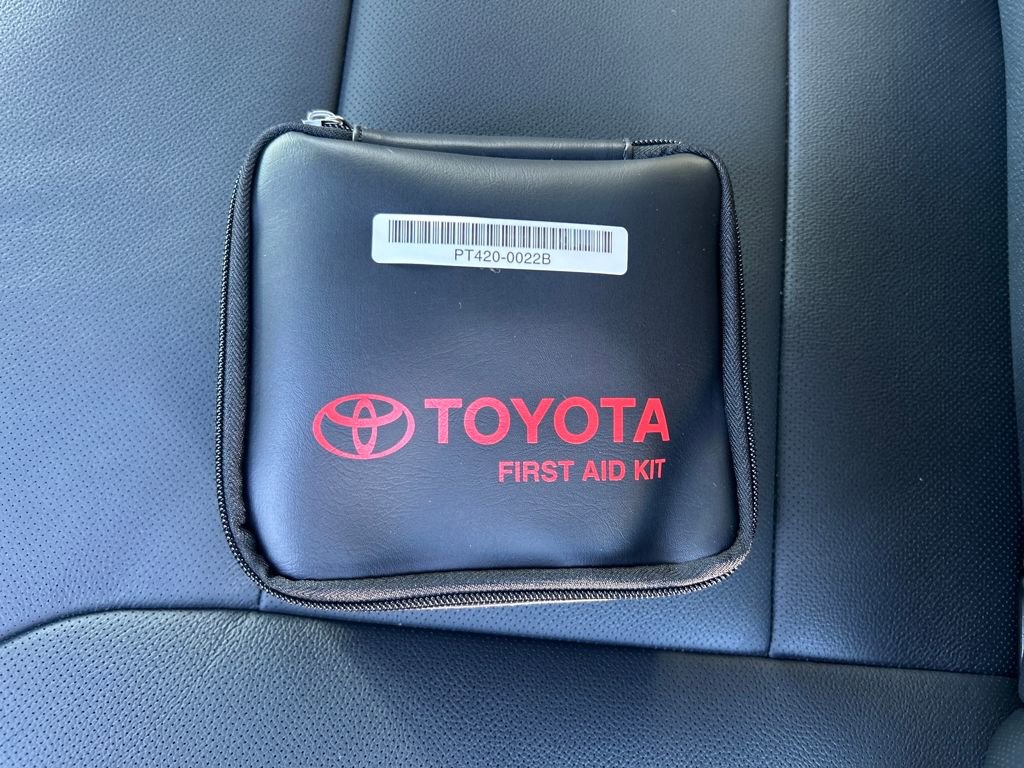 PT420-0022B
TOYOTA
FIRST AID KIT